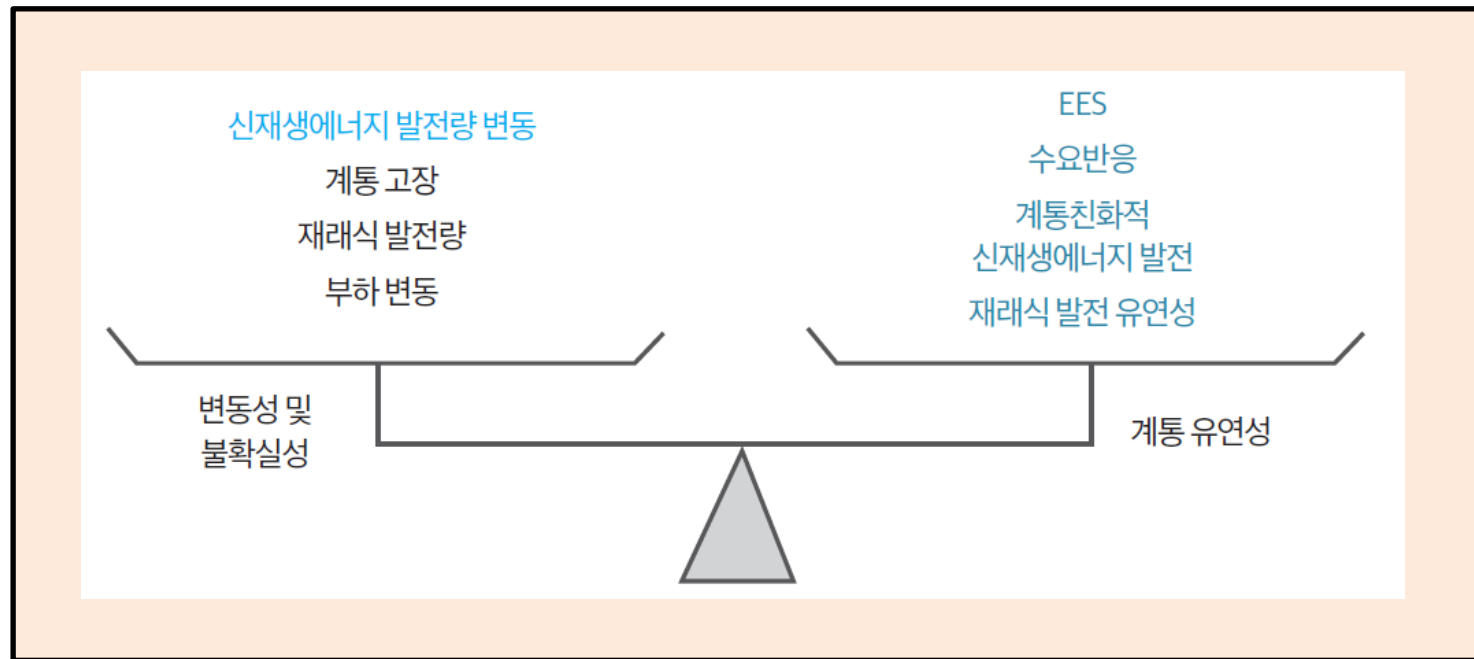 신재생에너지 발전량 변동
계통 고장
재래식 발전량
부하 변동
변동성 및
불확실성
EES
수요반응
계통친화적
신재생에너지 발전
재래식 발전 유연성
계통 유연성